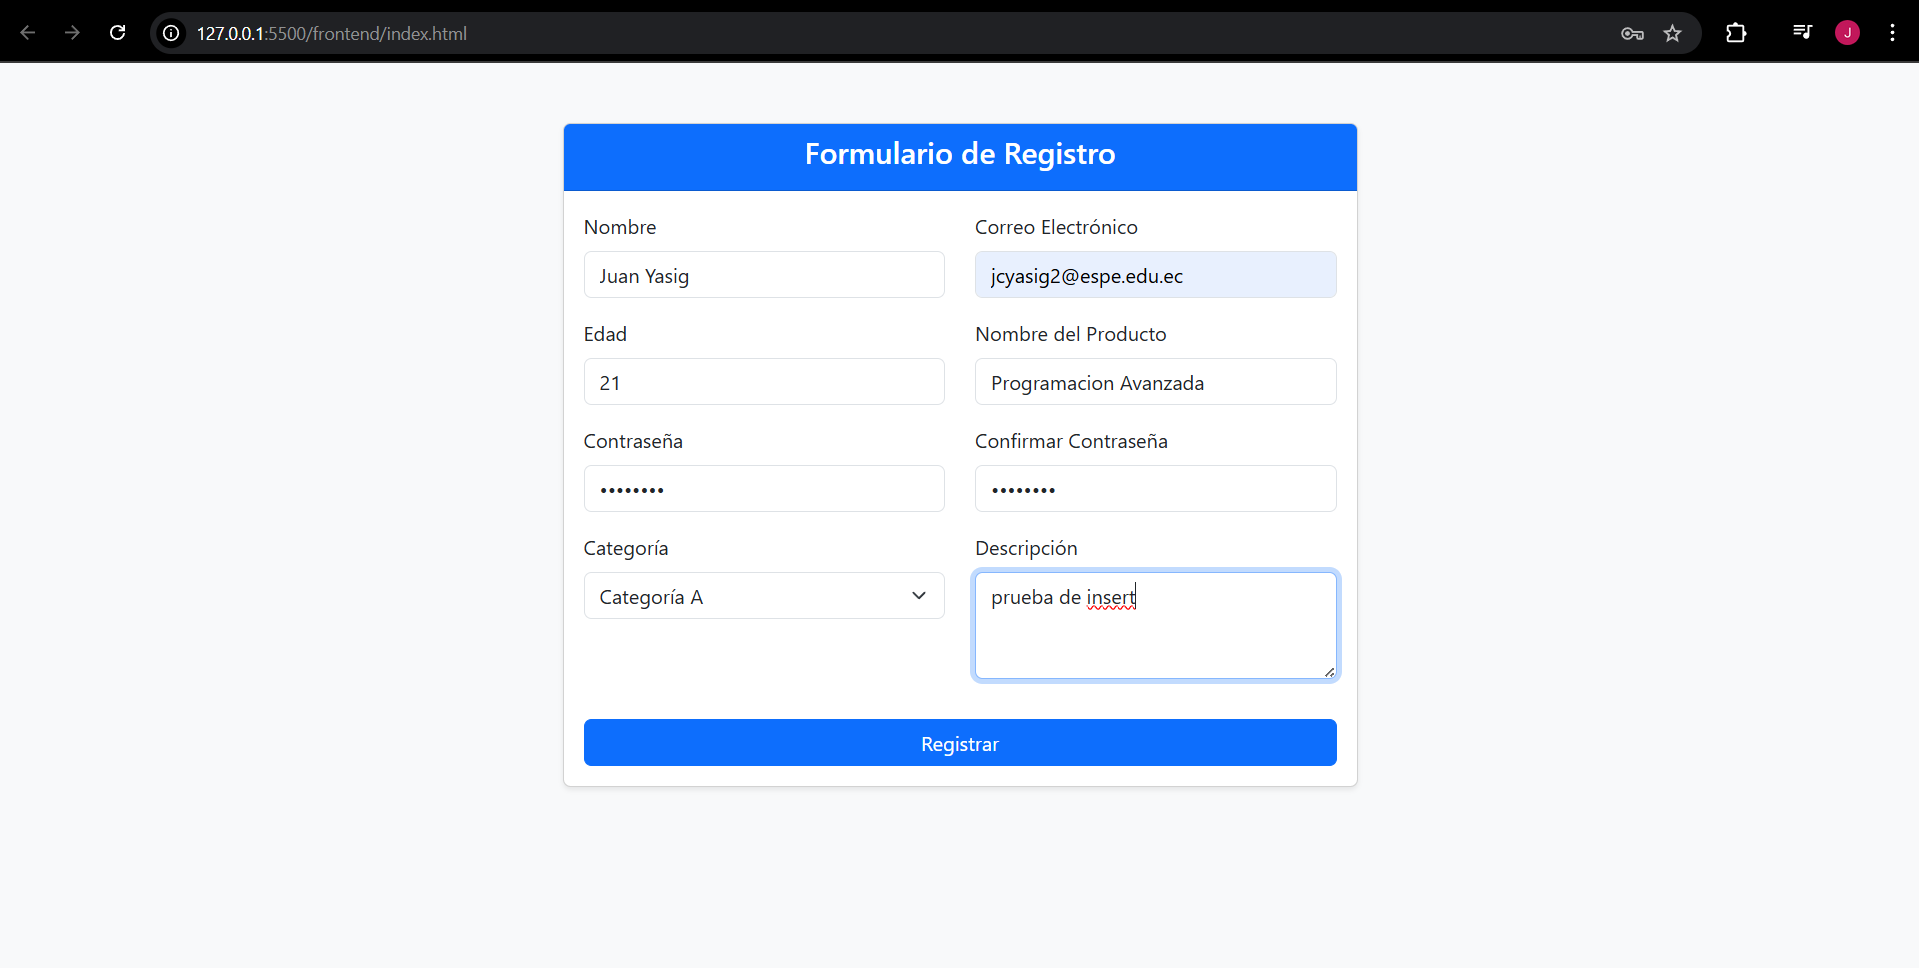 127.0.0.1:5500/frontend/index.html
J
Formulario de Registro
Nombre
Correo Electrónico
Juan Yasig
jcyasig2@espe.edu.ec
Edad
Nombre del Producto
21
Programacion Avanzada
Contraseña
Confirmar Contraseña
••••••••
••••••••
Categoría
Descripción
Categoría A
prueba de insert
Registrar